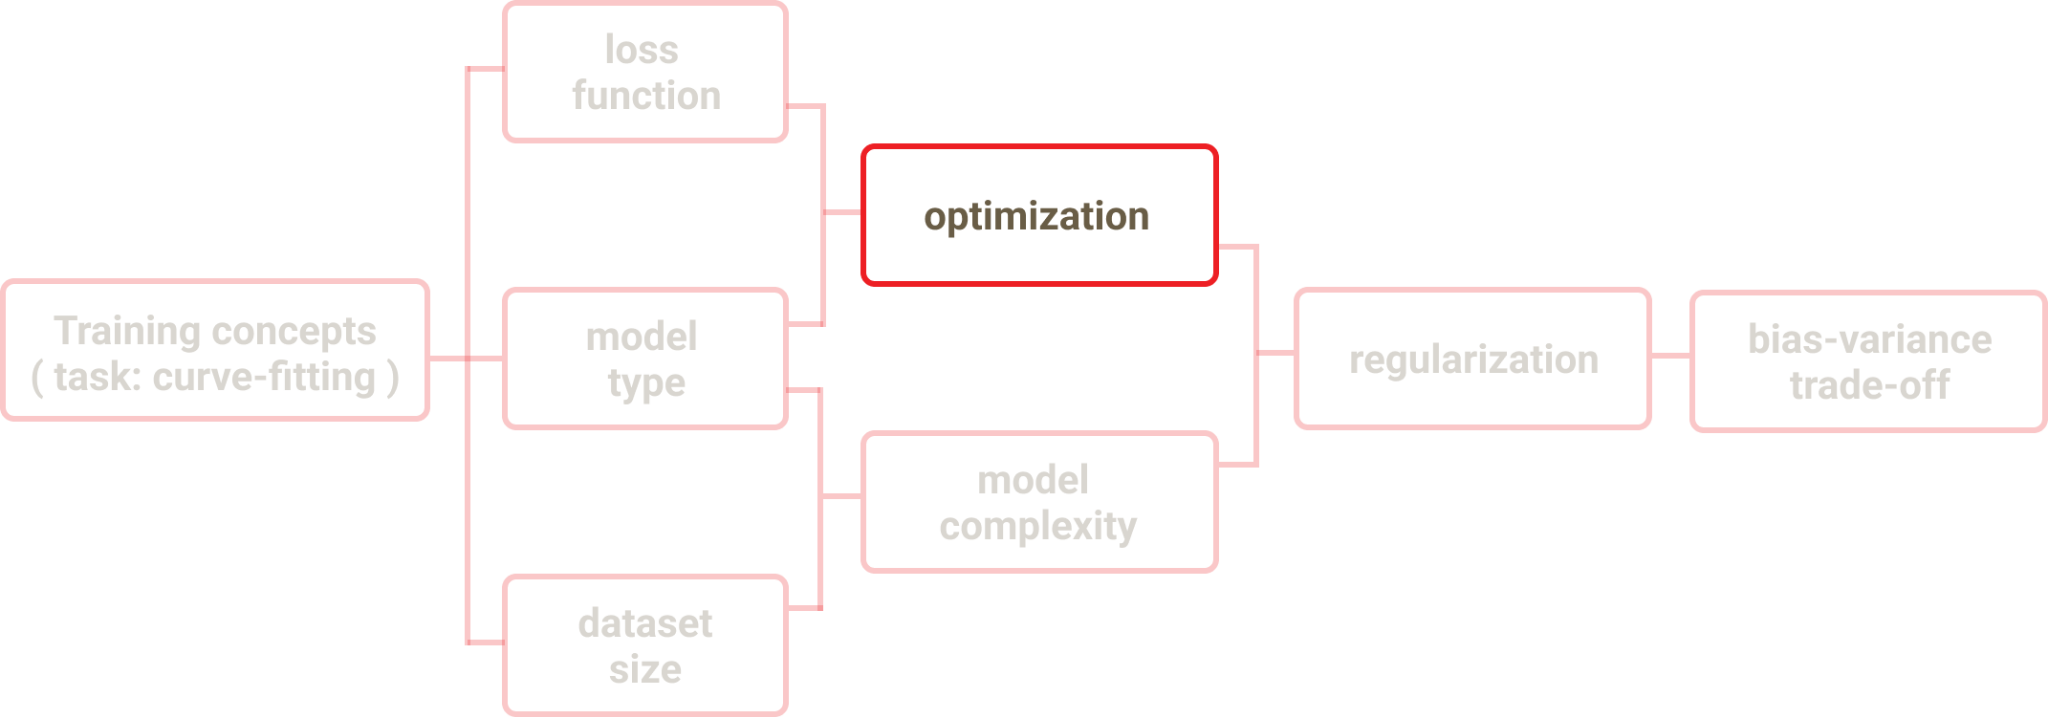 loss
function
optimization
Training concepts
( task: curve-fitting )
model
type
regularization
bias-variance
trade-off
model
complexity
dataset
size